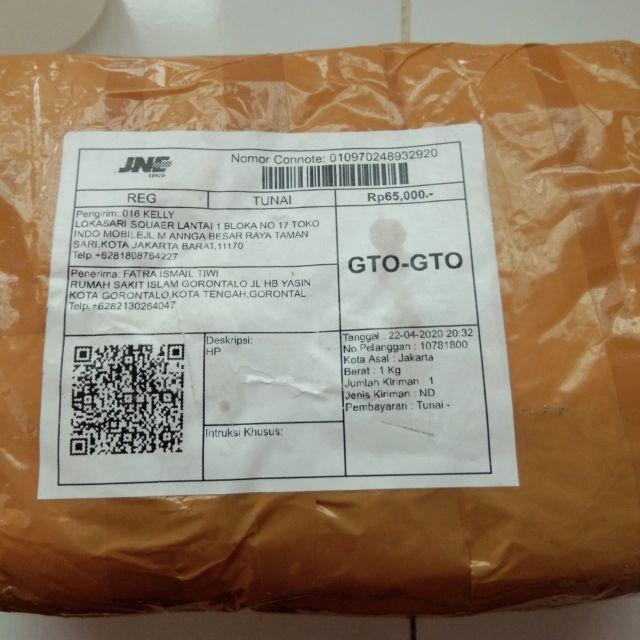 JNE
EXPRESS
Nomor Connote: 010970248932920
REG
TUNAI
Rp65,000.-
Pengirim: 016 KELLY
LOKASARI SQUAER LANTAI 1 BLOKA NO 17 TOKO
INDO MOBILEJL M ANNGA,BESAR RAYA TAMAN
SARI,KOTA JAKARTA BARAT,11170
Telp.+6281808764227
GTO-GTO
Penerima: FATRA ISMAIL TIWI
RUMAH SAKIT ISLAM GORONTALO JL HB YASIN
KOTA GORONTALO,KOTA TENGAH,GORONTAL
Telp.+6282130264047
Deskripsi:
HP
Intruksi Khusus:
Tanggal : 22-04-2020 20:32
No.Pelanggan : 10781800
Kota Asal : Jakarta
Berat : 1 Kg
Jumlah Kiriman 1
Jenis Kiriman : ND
Pembayaran : Tunai -